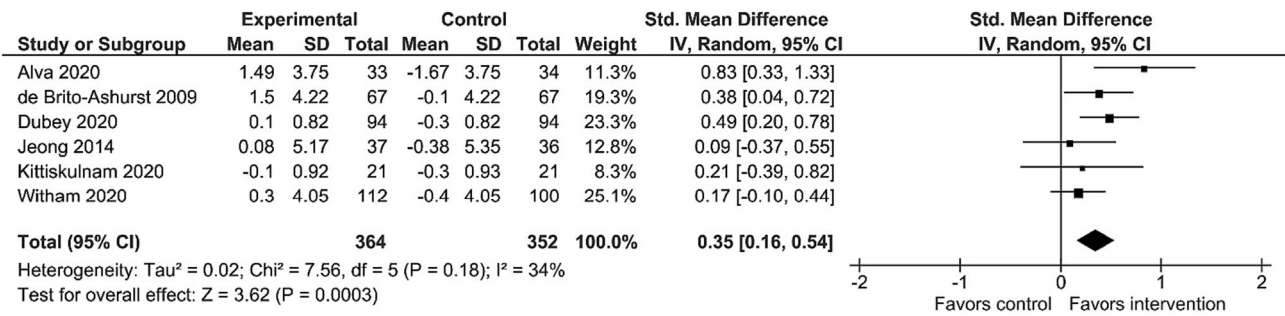 Experimental Control Std. Mean Difference Std. Mean Difference
Study or Subgroup Mean SD Total Mean SD Total Weight IV, Random, 95% CI IV, Random, 95% CI
Alva 2020 1.49 3.75 33 -1.67 3.75 34 11.3% 0.83 [0.33, 1.33]
de Brito-Ashurst 2009 1.5 4.22 67 -0.1 4.22 67 19.3% 0.38 [0.04, 0.72]
Dubey 2020 0.1 0.82 94 -0.3 0.82 94 23.3% 0.49 [0.20, 0.78]
Jeong 2014 0.08 5.17 37 -0.38 5.35 36 12.8% 0.09 [-0.37, 0.55]
Kittiskulnam 2020 -0.1 0.92 21 -0.3 0.93 21 8.3% 0.21 [-0.39, 0.82]
Witham 2020 0.3 4.05 112 -0.4 4.05 100 25.1% 0.17 [-0.10, 0.44]
Total (95% CI) 364 352 100.0% 0.35 [0.16, 0.54]
Heterogeneity: Tau² = 0.02; Chi² = 7.56, df = 5 (P = 0.18); I² = 34%
Test for overall effect: Z = 3.62 (P = 0.0003)
-2 -1 0 1 2
Favors control Favors intervention